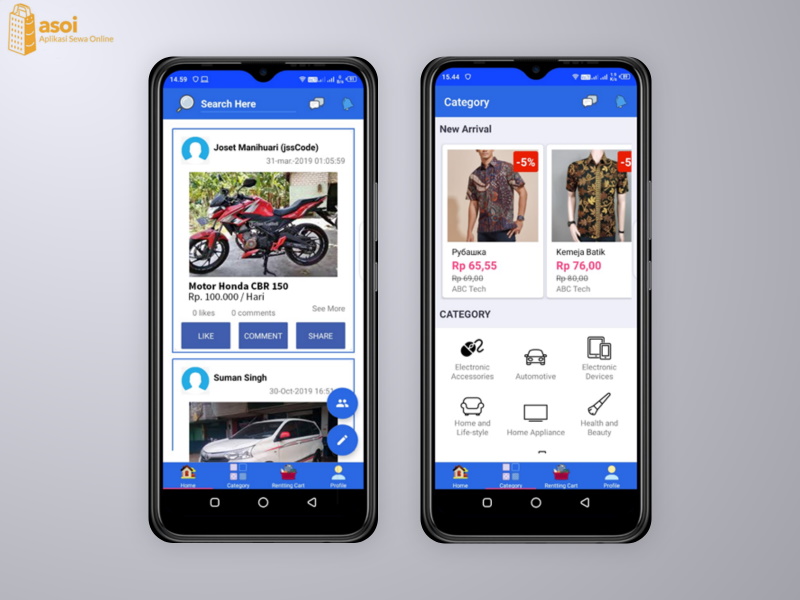 asoi
Aplikasi Sewa Online
14.59
Search Here
Joset Manihuari (jssCode)
31-mar.-2019 01:05:59
Motor Honda CBR 150
Rp. 100.000 / Hari
See More
0 likes
0 comments
LIKE
COMMENT
SHARE
Suman Singh
30-Oct-2019 16:5
Home
Category
Rentting Cart
Profile
15.44
Category
New Arrival
-5%
-5
Рубашка
Rp 65,55
Rp 69,00
ABC Tech
Kemeja Batik
Rp 76,00
Rp 80,00
ABC Tech
CATEGORY
Electronic
Accessories
Automotive
Electronic
Devices
Home and
Life-style
Home Appliance
Health and
Beauty
Home
Category
Rentting Cart
Profile